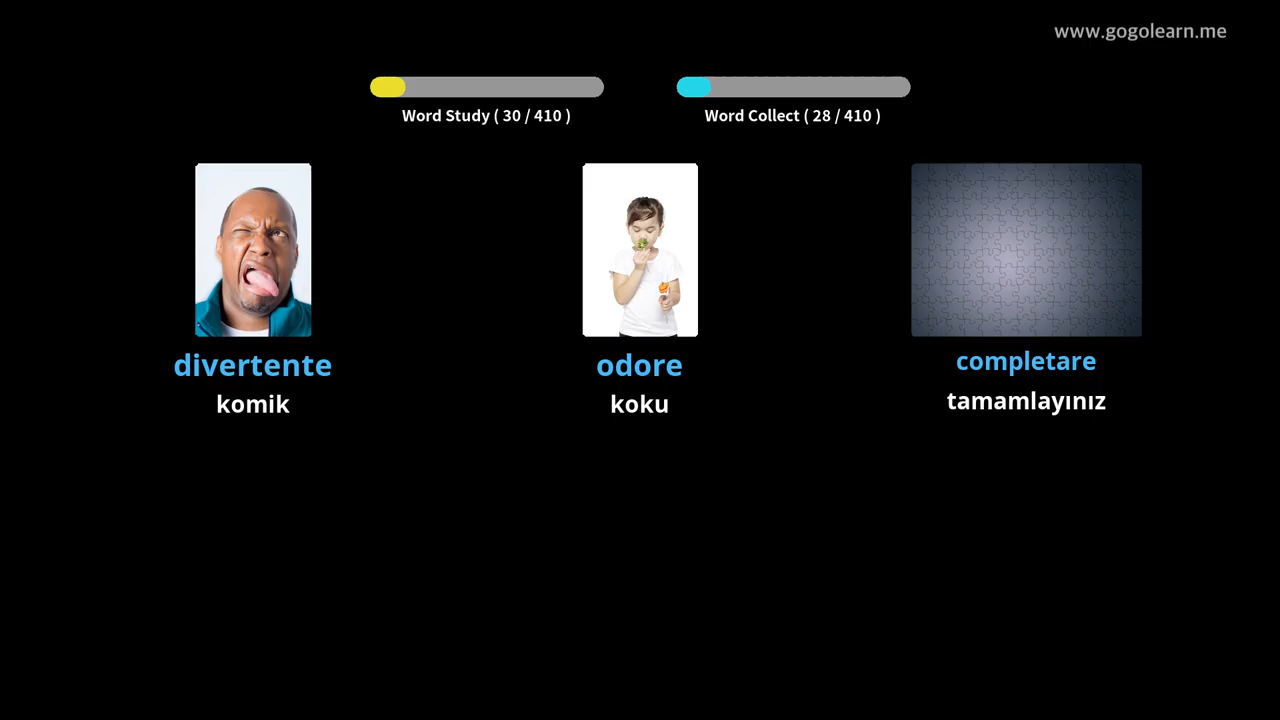 www.gogolearn.me
Word Study ( 30 / 410 )
Word Collect ( 28 / 410 )
divertente
komik
odore
koku
completare
tamamlayınız